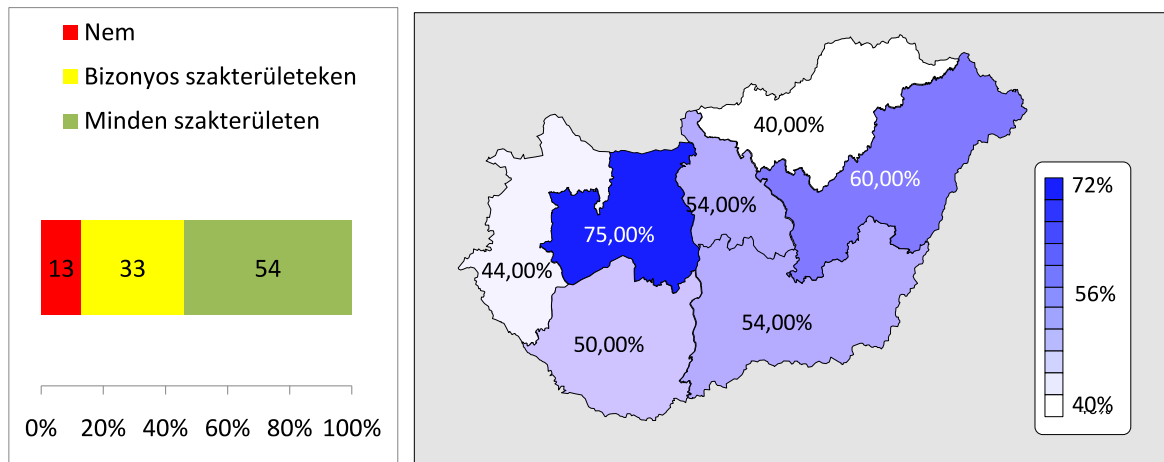 Nem
Bizonyos szakterületeken
Minden szakterületen
13 33 54
0% 20% 40% 60% 80% 100%
40,00%
60,00%
54,00%
75,00%
44,00%
54,00%
50,00%
72%
56%
40%